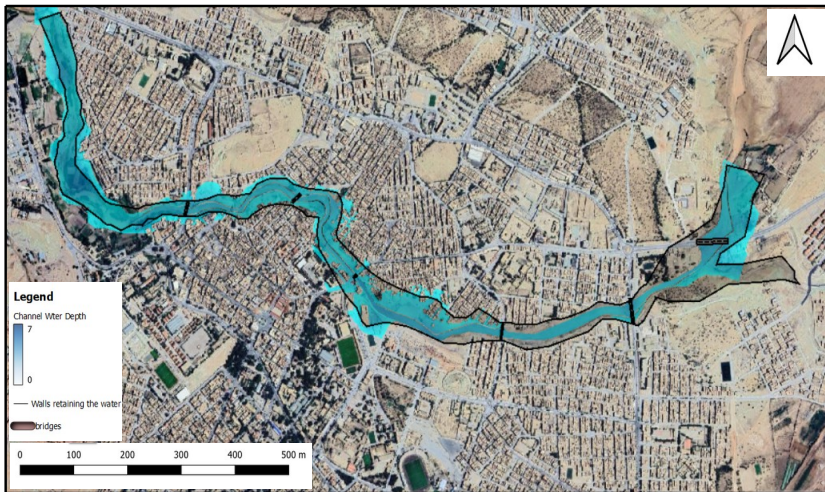 Legend
Channel Wter Depth
7
0
Walls retaining the water
bridges
0 100 200 300 400 500 m